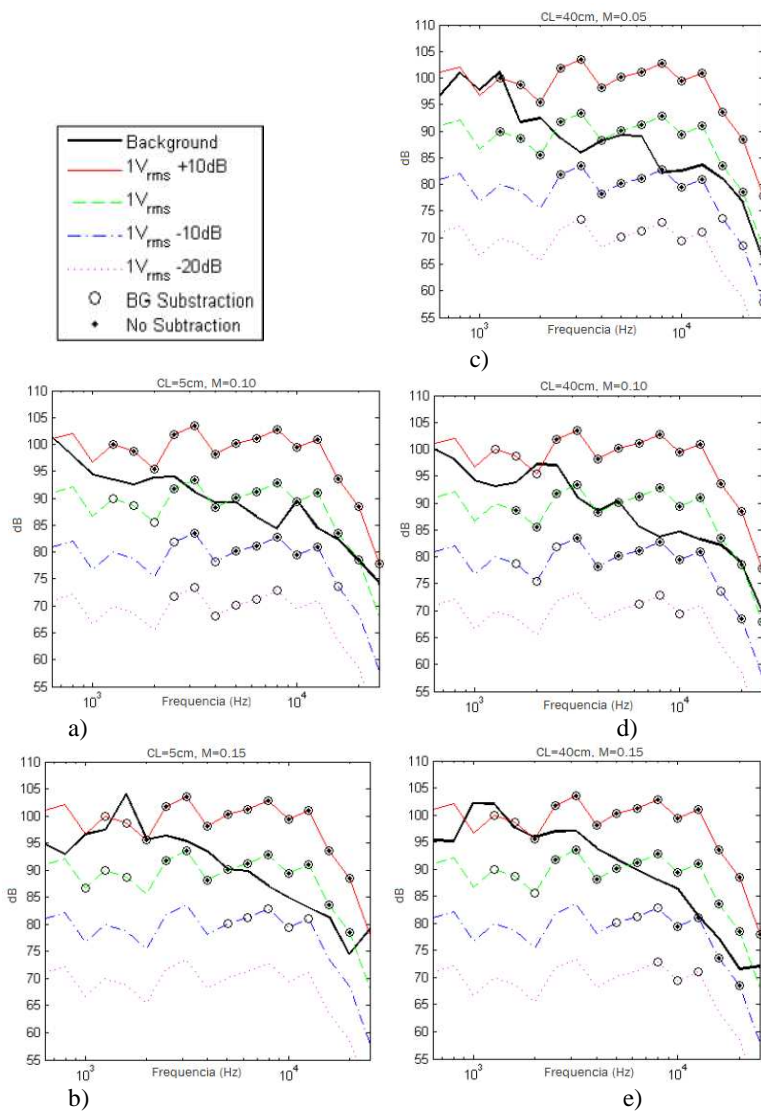 CL=40cm, M=0.05
110
105
100
95
90
85
80
75
70
65
60
55
dB
10^3
10^4
Frequencia (Hz)
c)
Background
1V_rms +10dB
1V_rms
1V_rms -10dB
1V_rms -20dB
BG Substraction
No Subtraction
CL=5cm, M=0.10
110
105
100
95
90
85
80
75
70
65
60
55
dB
10^3
10^4
Frequencia (Hz)
a)
CL=40cm, M=0.10
110
105
100
95
90
85
80
75
70
65
60
55
dB
10^3
10^4
Frequencia (Hz)
d)
CL=5cm, M=0.15
110
105
100
95
90
85
80
75
70
65
60
55
dB
10^3
10^4
Frequencia (Hz)
b)
CL=40cm, M=0.15
110
105
100
95
90
85
80
75
70
65
60
55
dB
10^3
10^4
Frequencia (Hz)
e)